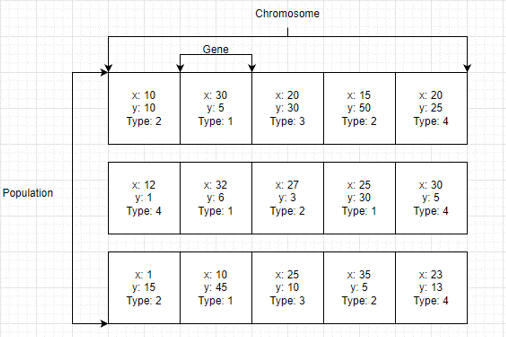 Chromosome
Gene
x: 10
y: 10
Type: 2
x: 30
y: 5
Type: 1
x: 20
y: 30
Type: 3
x: 15
y: 50
Type: 2
x: 20
y: 25
Type: 4
Population
x: 12
y: 1
Type: 4
x: 32
y: 6
Type: 1
x: 27
y: 3
Type: 2
x: 25
y: 30
Type: 1
x: 30
y: 5
Type: 4
x: 1
y: 15
Type: 2
x: 10
y: 45
Type: 1
x: 25
y: 10
Type: 3
x: 35
y: 5
Type: 2
x: 23
y: 13
Type: 4